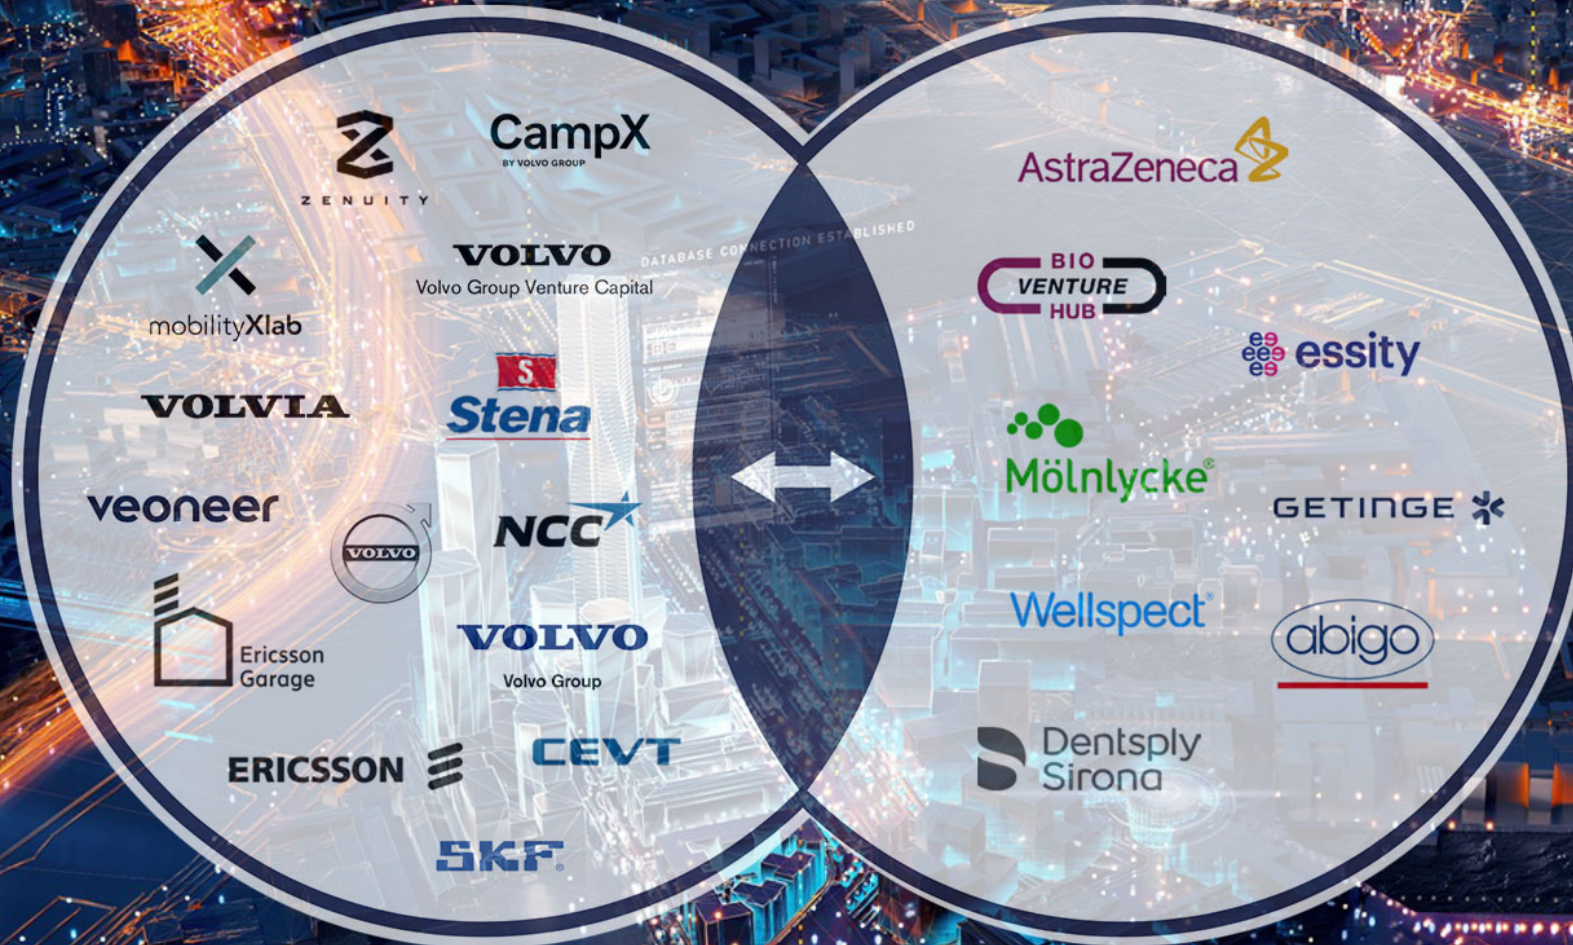 ZENUITY
CampX
BY VOLVO GROUP
mobilityXlab
VOLVO
Volvo Group Venture Capital
VOLVIA
S
Stena
veoneer
VOLVO
NCC
Ericsson
Garage
VOLVO
Volvo Group
ERICSSON
CEVT
SKF®
DATABASE CONNECTION ESTABLISHED
AstraZeneca
BIO
VENTURE
HUB
essity
Mölnlycke®
GETINGE
Wellspect®
abigo
Dentsply
Sirona